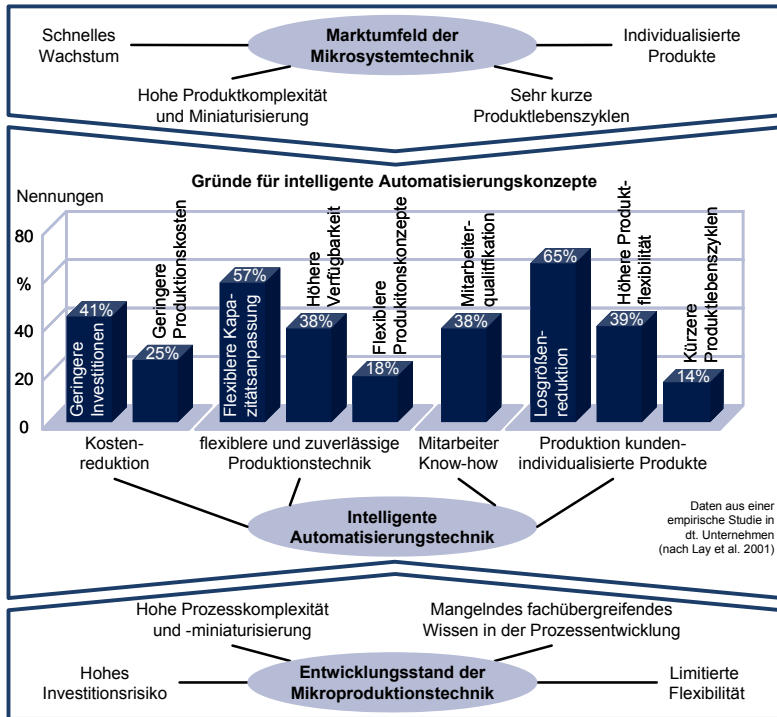 Schnelles
Wachstum
Marktumfeld der
Mikrosystemtechnik
Individualisierte
Produkte
Hohe Produktkomplexität
und Miniaturisierung
Sehr kurze
Produktlebenszyklen
Gründe für intelligente Automatisierungskonzepte
Nennungen
80
%
40
20
0
41%
Geringere
Investitionen
25%
Geringere
Produktionskosten
57%
Flexiblere Kapa-
zitätsanpassung
38%
Höhere
Verfügbarkeit
18%
Flexiblere
Produkitonskonzepte
38%
Mitarbeiter-
qualitfikation
65%
Losgrößen-
reduktion
39%
Höhere Produkt-
flexibilität
14%
Kürzere
Produktlebenszyklen
Kosten-
reduktion
flexiblere und zuverlässige
Produktionstechnik
Mitarbeiter
Know-how
Produktion kunden-
individualisierte Produkte
Intelligente
Automatisierungstechnik
Daten aus einer
empirische Studie in
dt. Unternehmen
(nach Lay et al. 2001)
Hohe Prozesskomplexität
und -miniaturisierung
Mangelndes fachübergreifendes
Wissen in der Prozessentwicklung
Hohes
Investitionsrisiko
Entwicklungsstand der
Mikroproduktionstechnik
Limitierte
Flexibilität